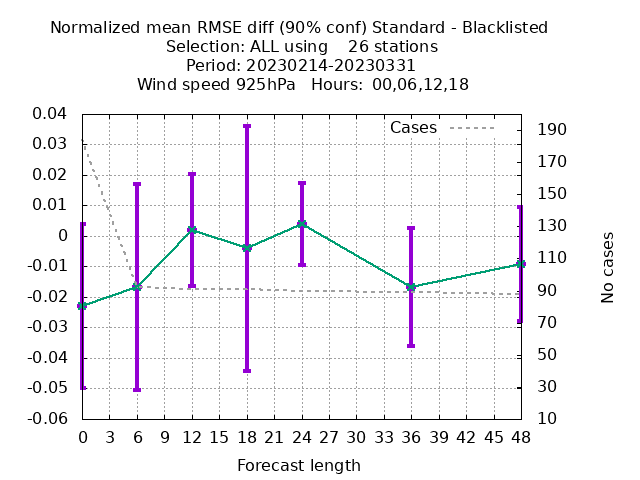 Normalized mean RMSE diff (90% conf) Standard - Blacklisted
Selection: ALL using    26 stations
Period: 20230214-20230331
Wind speed 925hPa   Hours:  00,06,12,18
Cases
0.04
0.03
0.02
0.01
0
-0.01
-0.02
-0.03
-0.04
-0.05
-0.06
190
170
150
130
110
90
70
50
30
10
No cases
0 3 6 9 12 15 18 21 24 27 30 33 36 39 42 45 48
Forecast length